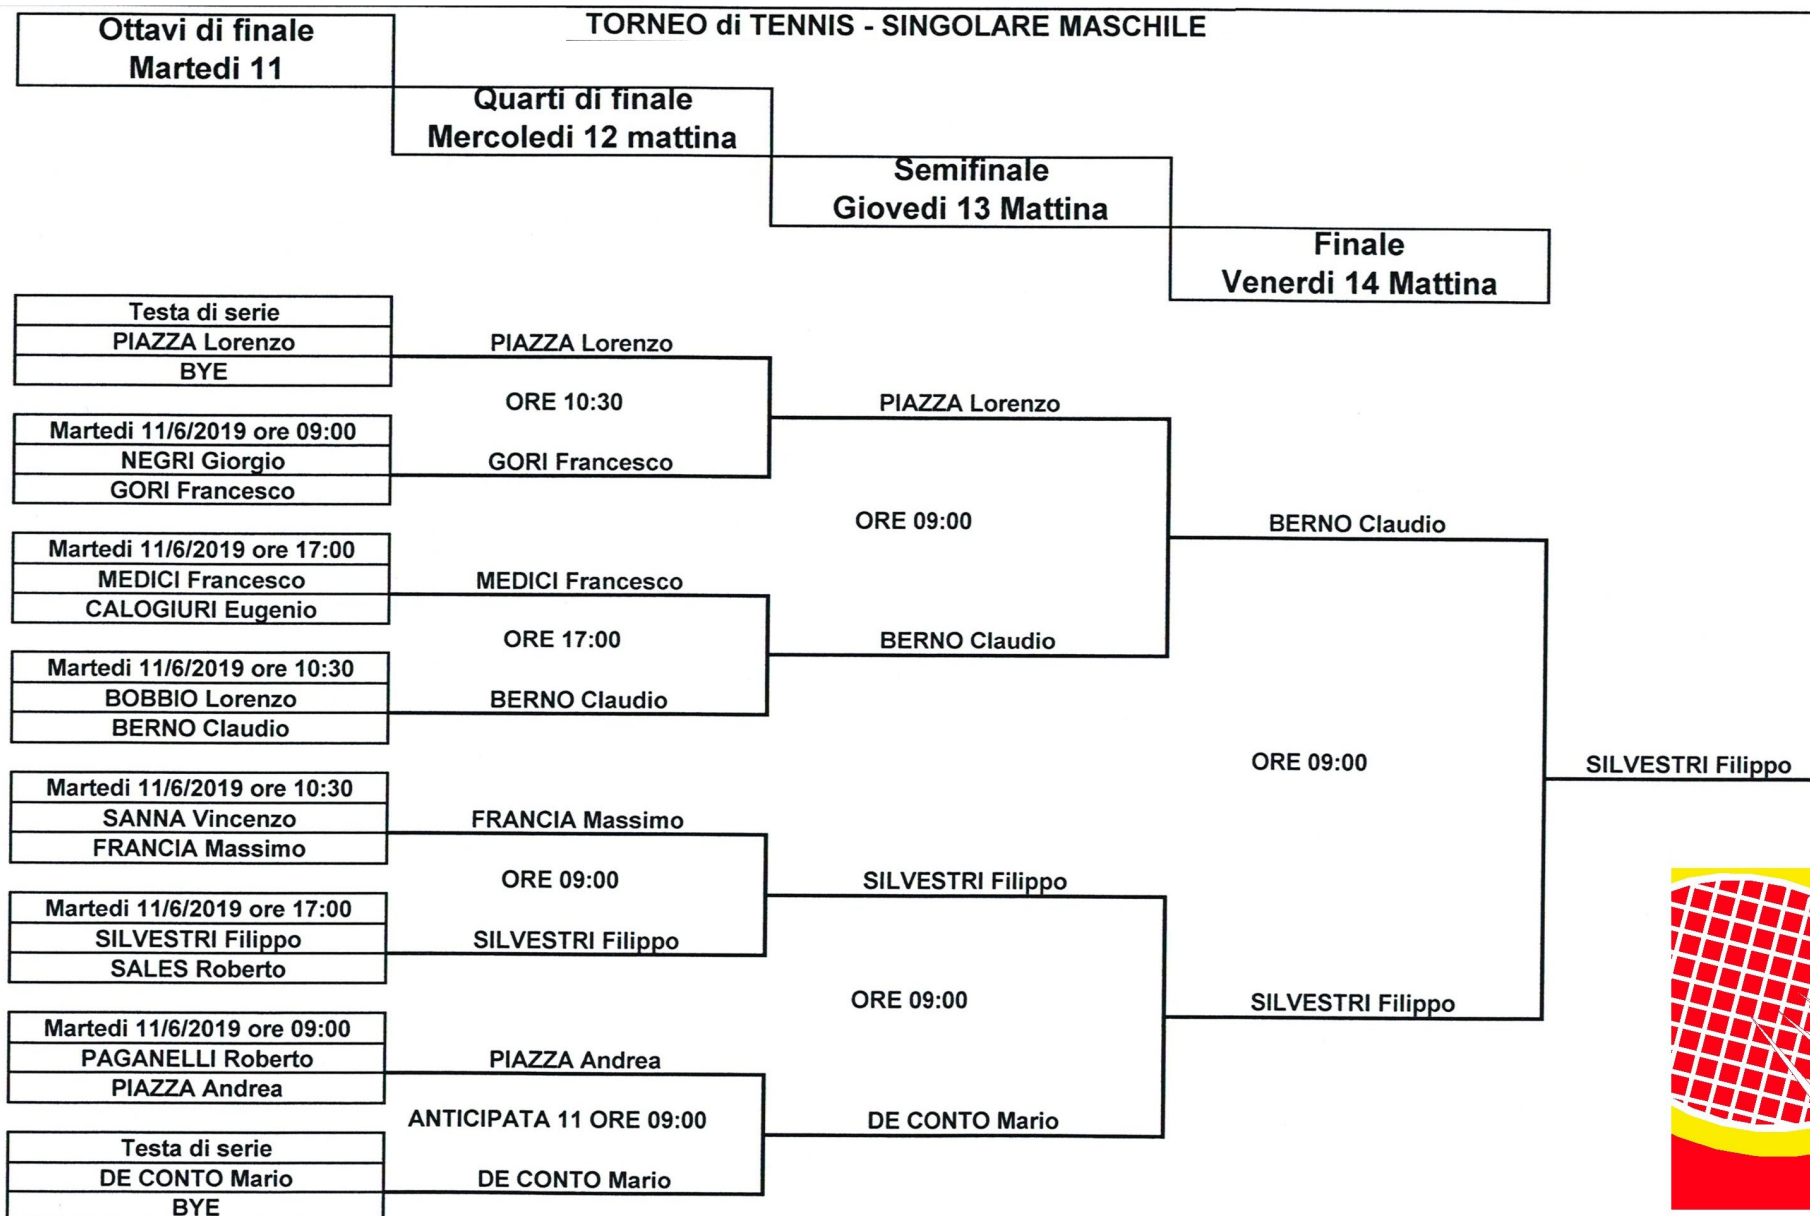 TORNEO di TENNIS - SINGOLARE MASCHILE
Ottavi di finale
Martedi 11
Quarti di finale
Mercoledi 12 mattina
Semifinale
Giovedi 13 Mattina
Finale
Venerdi 14 Mattina
Testa di serie
PIAZZA Lorenzo
BYE
Martedi 11/6/2019 ore 09:00
NEGRI Giorgio
GORI Francesco
Martedi 11/6/2019 ore 17:00
MEDICI Francesco
CALOGIURI Eugenio
Martedi 11/6/2019 ore 10:30
BOBBIO Lorenzo
BERNO Claudio
Martedi 11/6/2019 ore 10:30
SANNA Vincenzo
FRANCIA Massimo
Martedi 11/6/2019 ore 17:00
SILVESTRI Filippo
SALES Roberto
Martedi 11/6/2019 ore 09:00
PAGANELLI Roberto
PIAZZA Andrea
Testa di serie
DE CONTO Mario
BYE
PIAZZA Lorenzo
ORE 10:30
GORI Francesco
MEDICI Francesco
ORE 17:00
BERNO Claudio
FRANCIA Massimo
ORE 09:00
SILVESTRI Filippo
PIAZZA Andrea
ANTICIPATA 11 ORE 09:00
DE CONTO Mario
PIAZZA Lorenzo
ORE 09:00
BERNO Claudio
SILVESTRI Filippo
ORE 09:00
DE CONTO Mario
BERNO Claudio
ORE 09:00
SILVESTRI Filippo
SILVESTRI Filippo